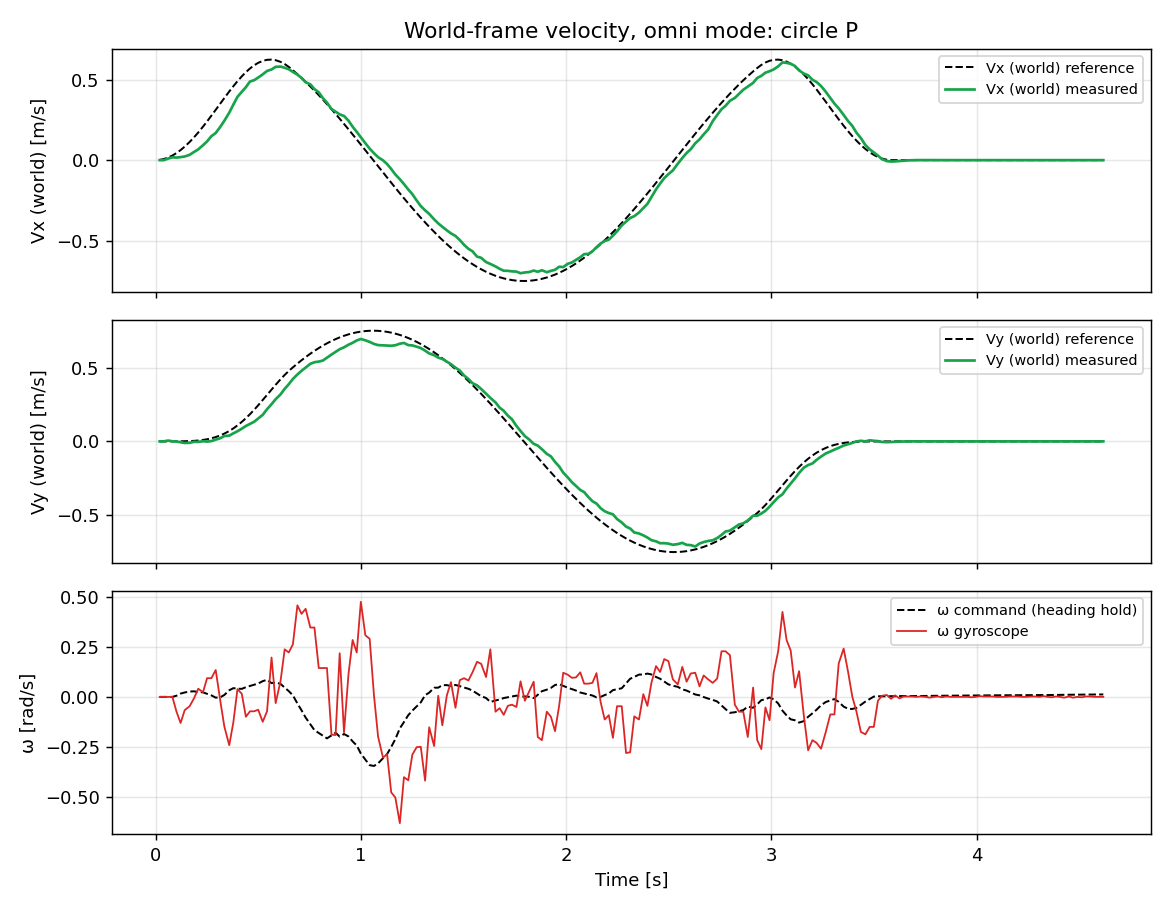 World-frame velocity, omni mode: circle P
Vx (world) [m/s]
0.5
0.0
−0.5
Vx (world) reference
Vx (world) measured
Vy (world) [m/s]
0.5
0.0
−0.5
Vy (world) reference
Vy (world) measured
ω [rad/s]
0.50
0.25
0.00
−0.25
−0.50
ω command (heading hold)
ω gyroscope
0 1 2 3 4
Time [s]